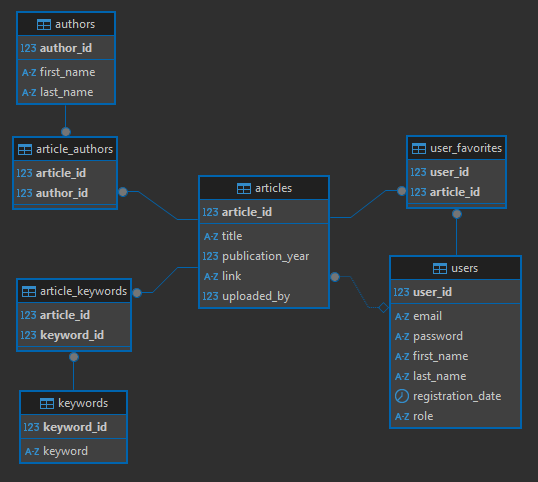 authors
123 author_id
A-Z first_name
A-Z last_name
article_authors
123 article_id
123 author_id
articles
123 article_id
A-Z title
123 publication_year
A-Z link
123 uploaded_by
user_favorites
123 user_id
123 article_id
users
123 user_id
A-Z email
A-Z password
A-Z first_name
A-Z last_name
registration_date
A-Z role
article_keywords
123 article_id
123 keyword_id
keywords
123 keyword_id
A-Z keyword